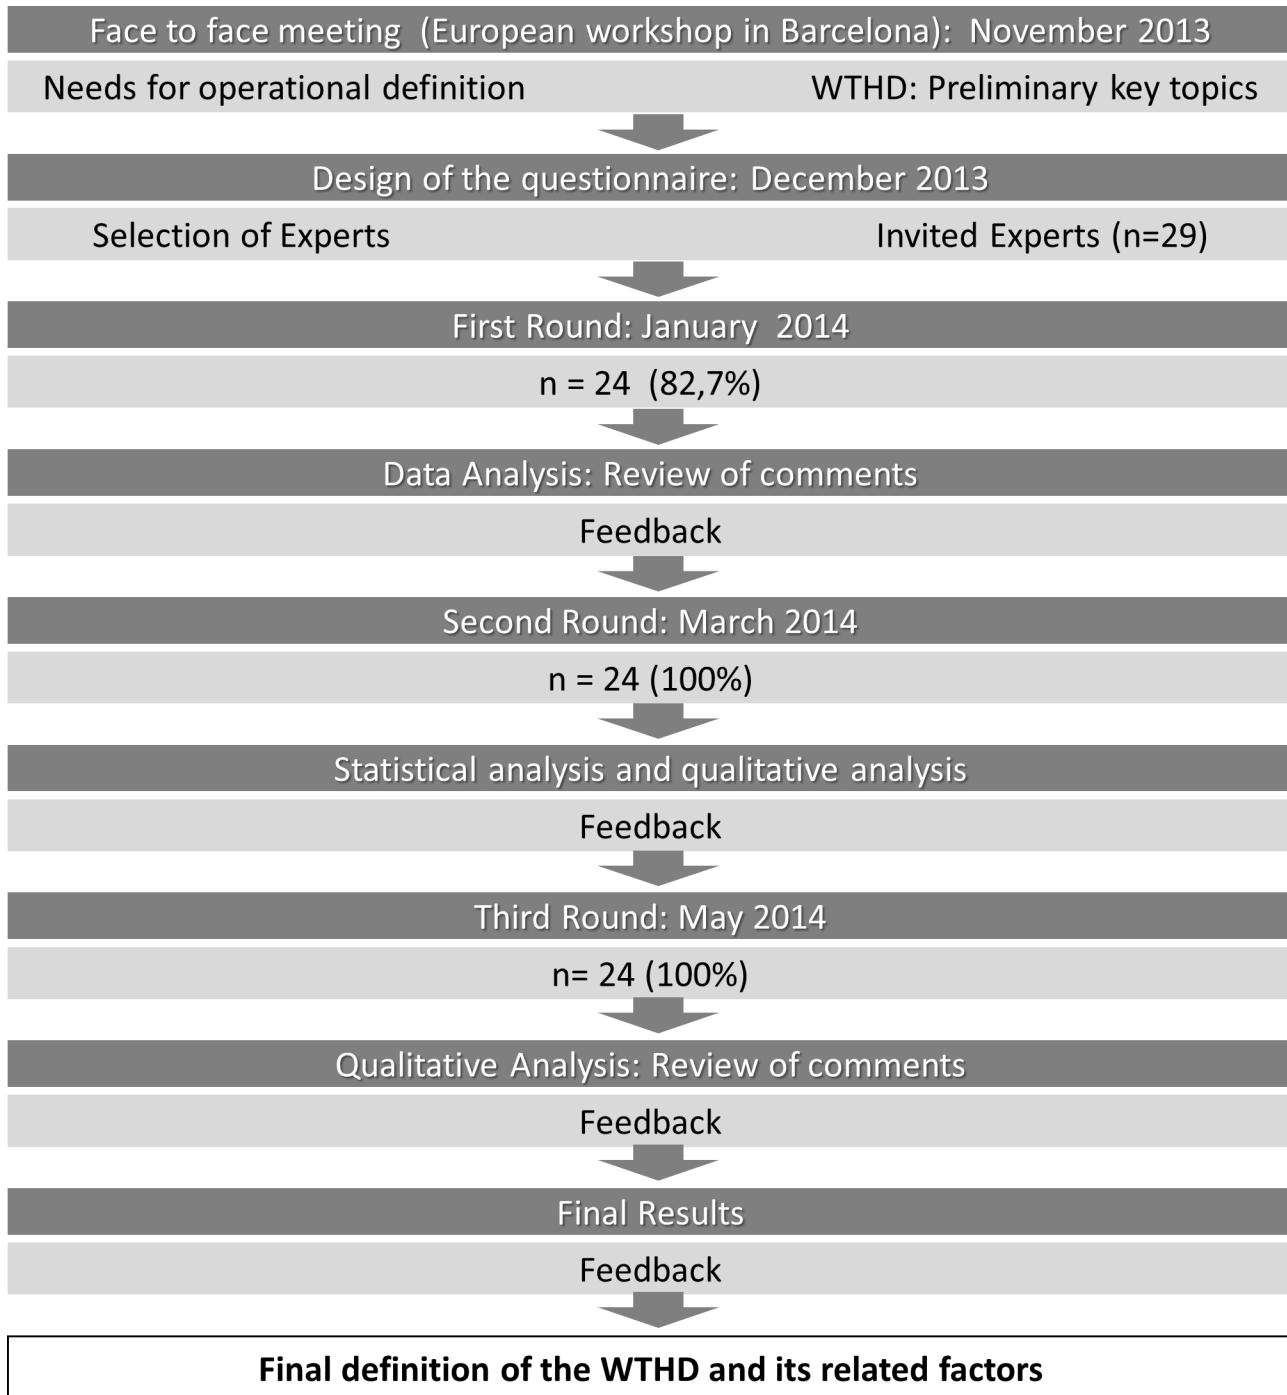 Face to face meeting (European workshop in Barcelona): November 2013
Needs for operational definition WTHD: Preliminary key topics
Design of the questionnaire: December 2013
Selection of Experts Invited Experts (n=29)
First Round: January 2014
n = 24 (82,7%)
Data Analysis: Review of comments
Feedback
Second Round: March 2014
n = 24 (100%)
Statistical analysis and qualitative analysis
Feedback
Third Round: May 2014
n= 24 (100%)
Qualitative Analysis: Review of comments
Feedback
Final Results
Feedback
Final definition of the WTHD and its related factors